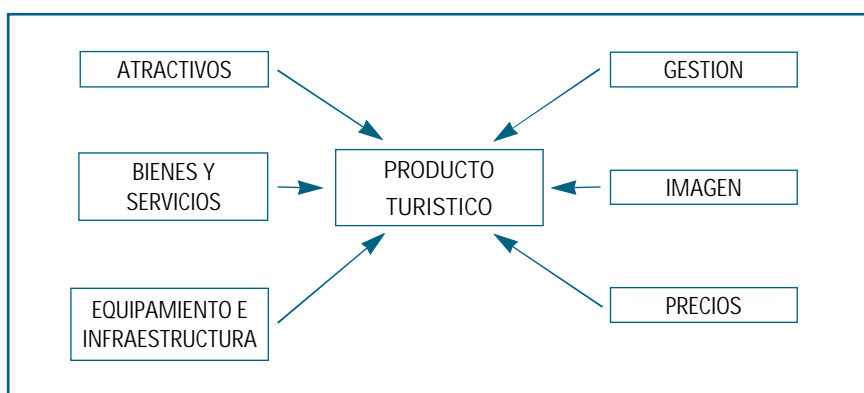 ATRACTIVOS
GESTION
BIENES Y
SERVICIOS
PRODUCTO
TURISTICO
IMAGEN
EQUIPAMIENTO E
INFRAESTRUCTURA
PRECIOS